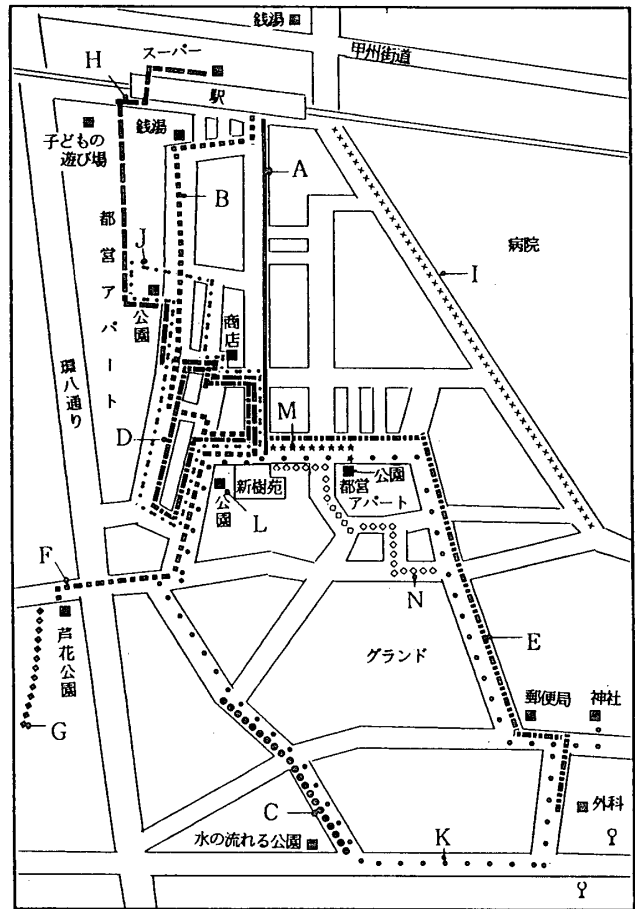 銭湯
甲州街道
スーパー
H
駅
子どもの
遊び場
銭湯
A
B
都営アパート
J
病院
I
公園
商店
環八通り
D
M
公園
新樹苑
公園
都営
アパート
L
F
N
芦花公園
グランド
E
G
郵便局
神社
C
外科
水の流れる公園
K